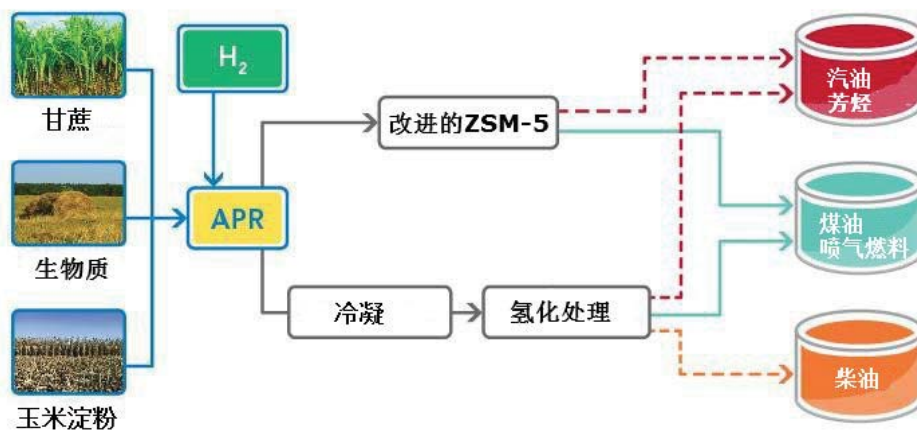 甘蔗
生物质
玉米淀粉
H₂
APR
改进的ZSM-5
冷凝
氢化处理
汽油
芳烃
煤油
喷气燃料
柴油